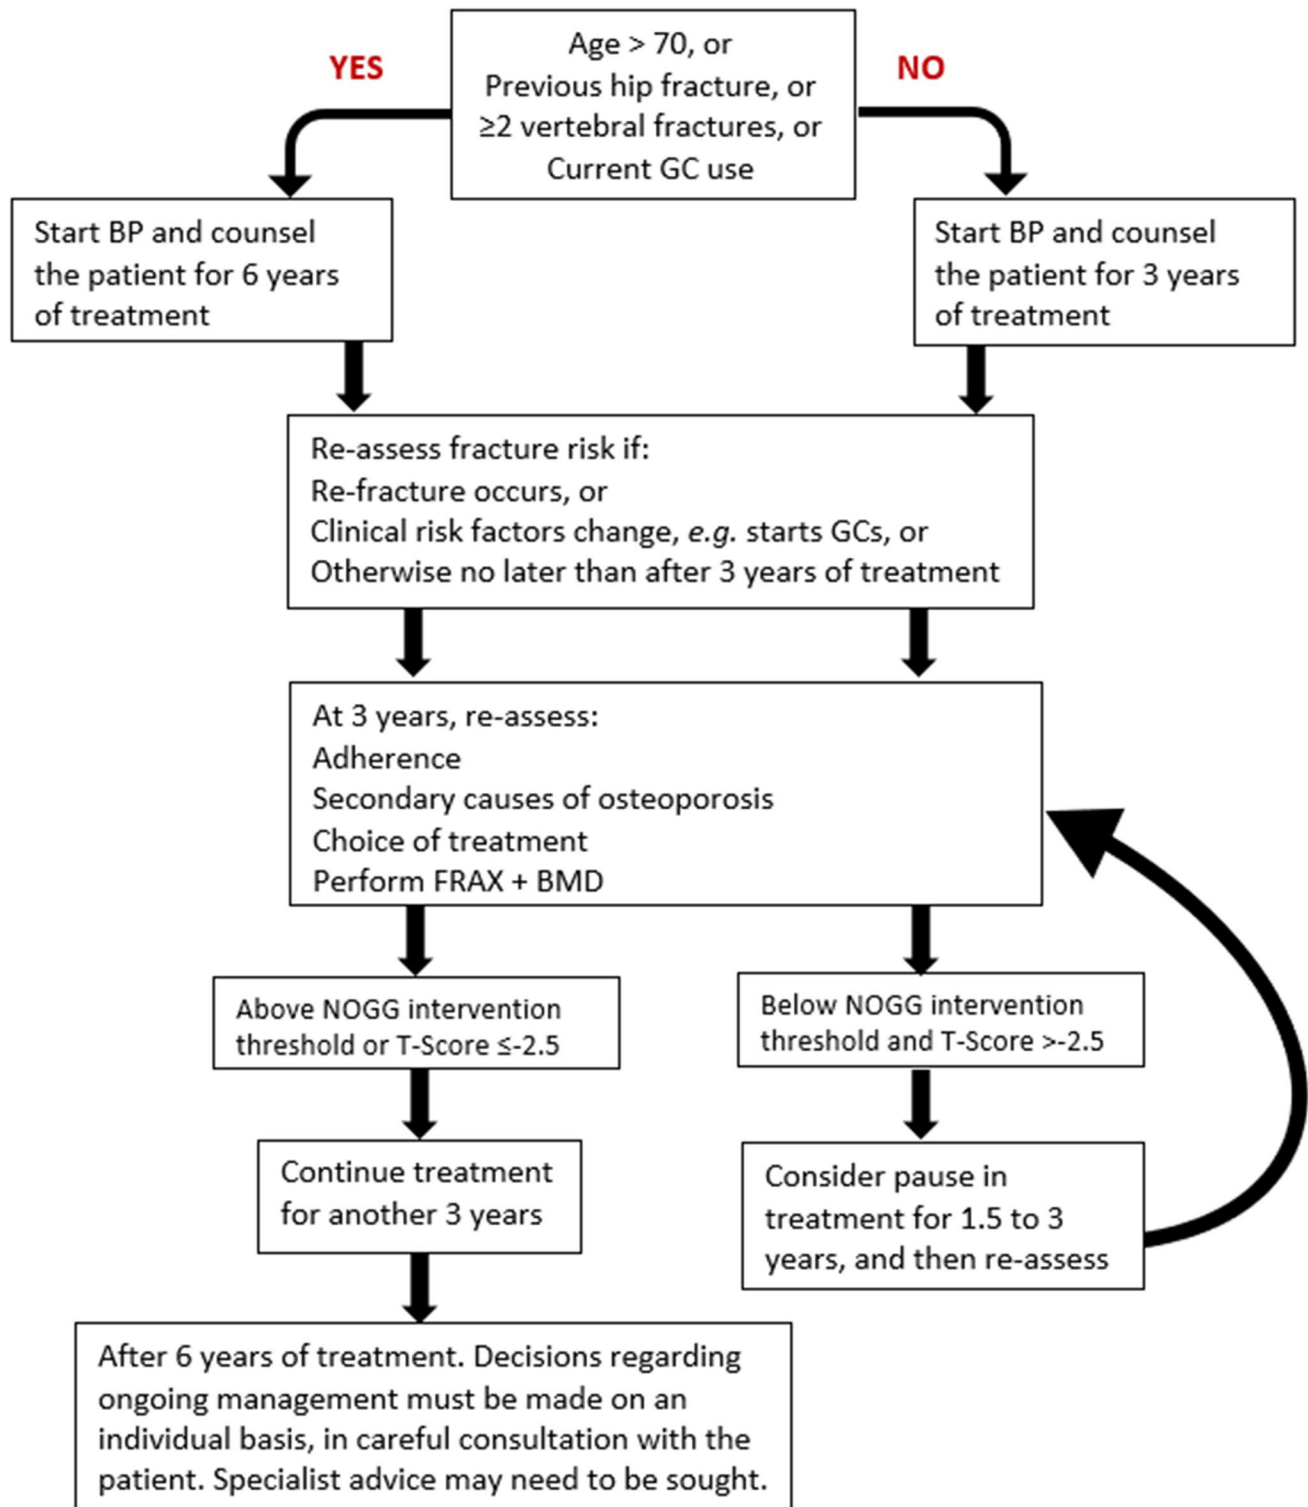 YES
Age > 70, or
Previous hip fracture, or
≥2 vertebral fractures, or
Current GC use
NO
Start BP and counsel
the patient for 6 years
of treatment
Start BP and counsel
the patient for 3 years
of treatment
Re-assess fracture risk if:
Re-fracture occurs, or
Clinical risk factors change, e.g. starts GCs, or
Otherwise no later than after 3 years of treatment
At 3 years, re-assess:
Adherence
Secondary causes of osteoporosis
Choice of treatment
Perform FRAX + BMD
Above NOGG intervention
threshold or T-Score ≤-2.5
Below NOGG intervention
threshold and T-Score >-2.5
Continue treatment
for another 3 years
Consider pause in
treatment for 1.5 to 3
years, and then re-assess
After 6 years of treatment. Decisions regarding
ongoing management must be made on an
individual basis, in careful consultation with the
patient. Specialist advice may need to be sought.